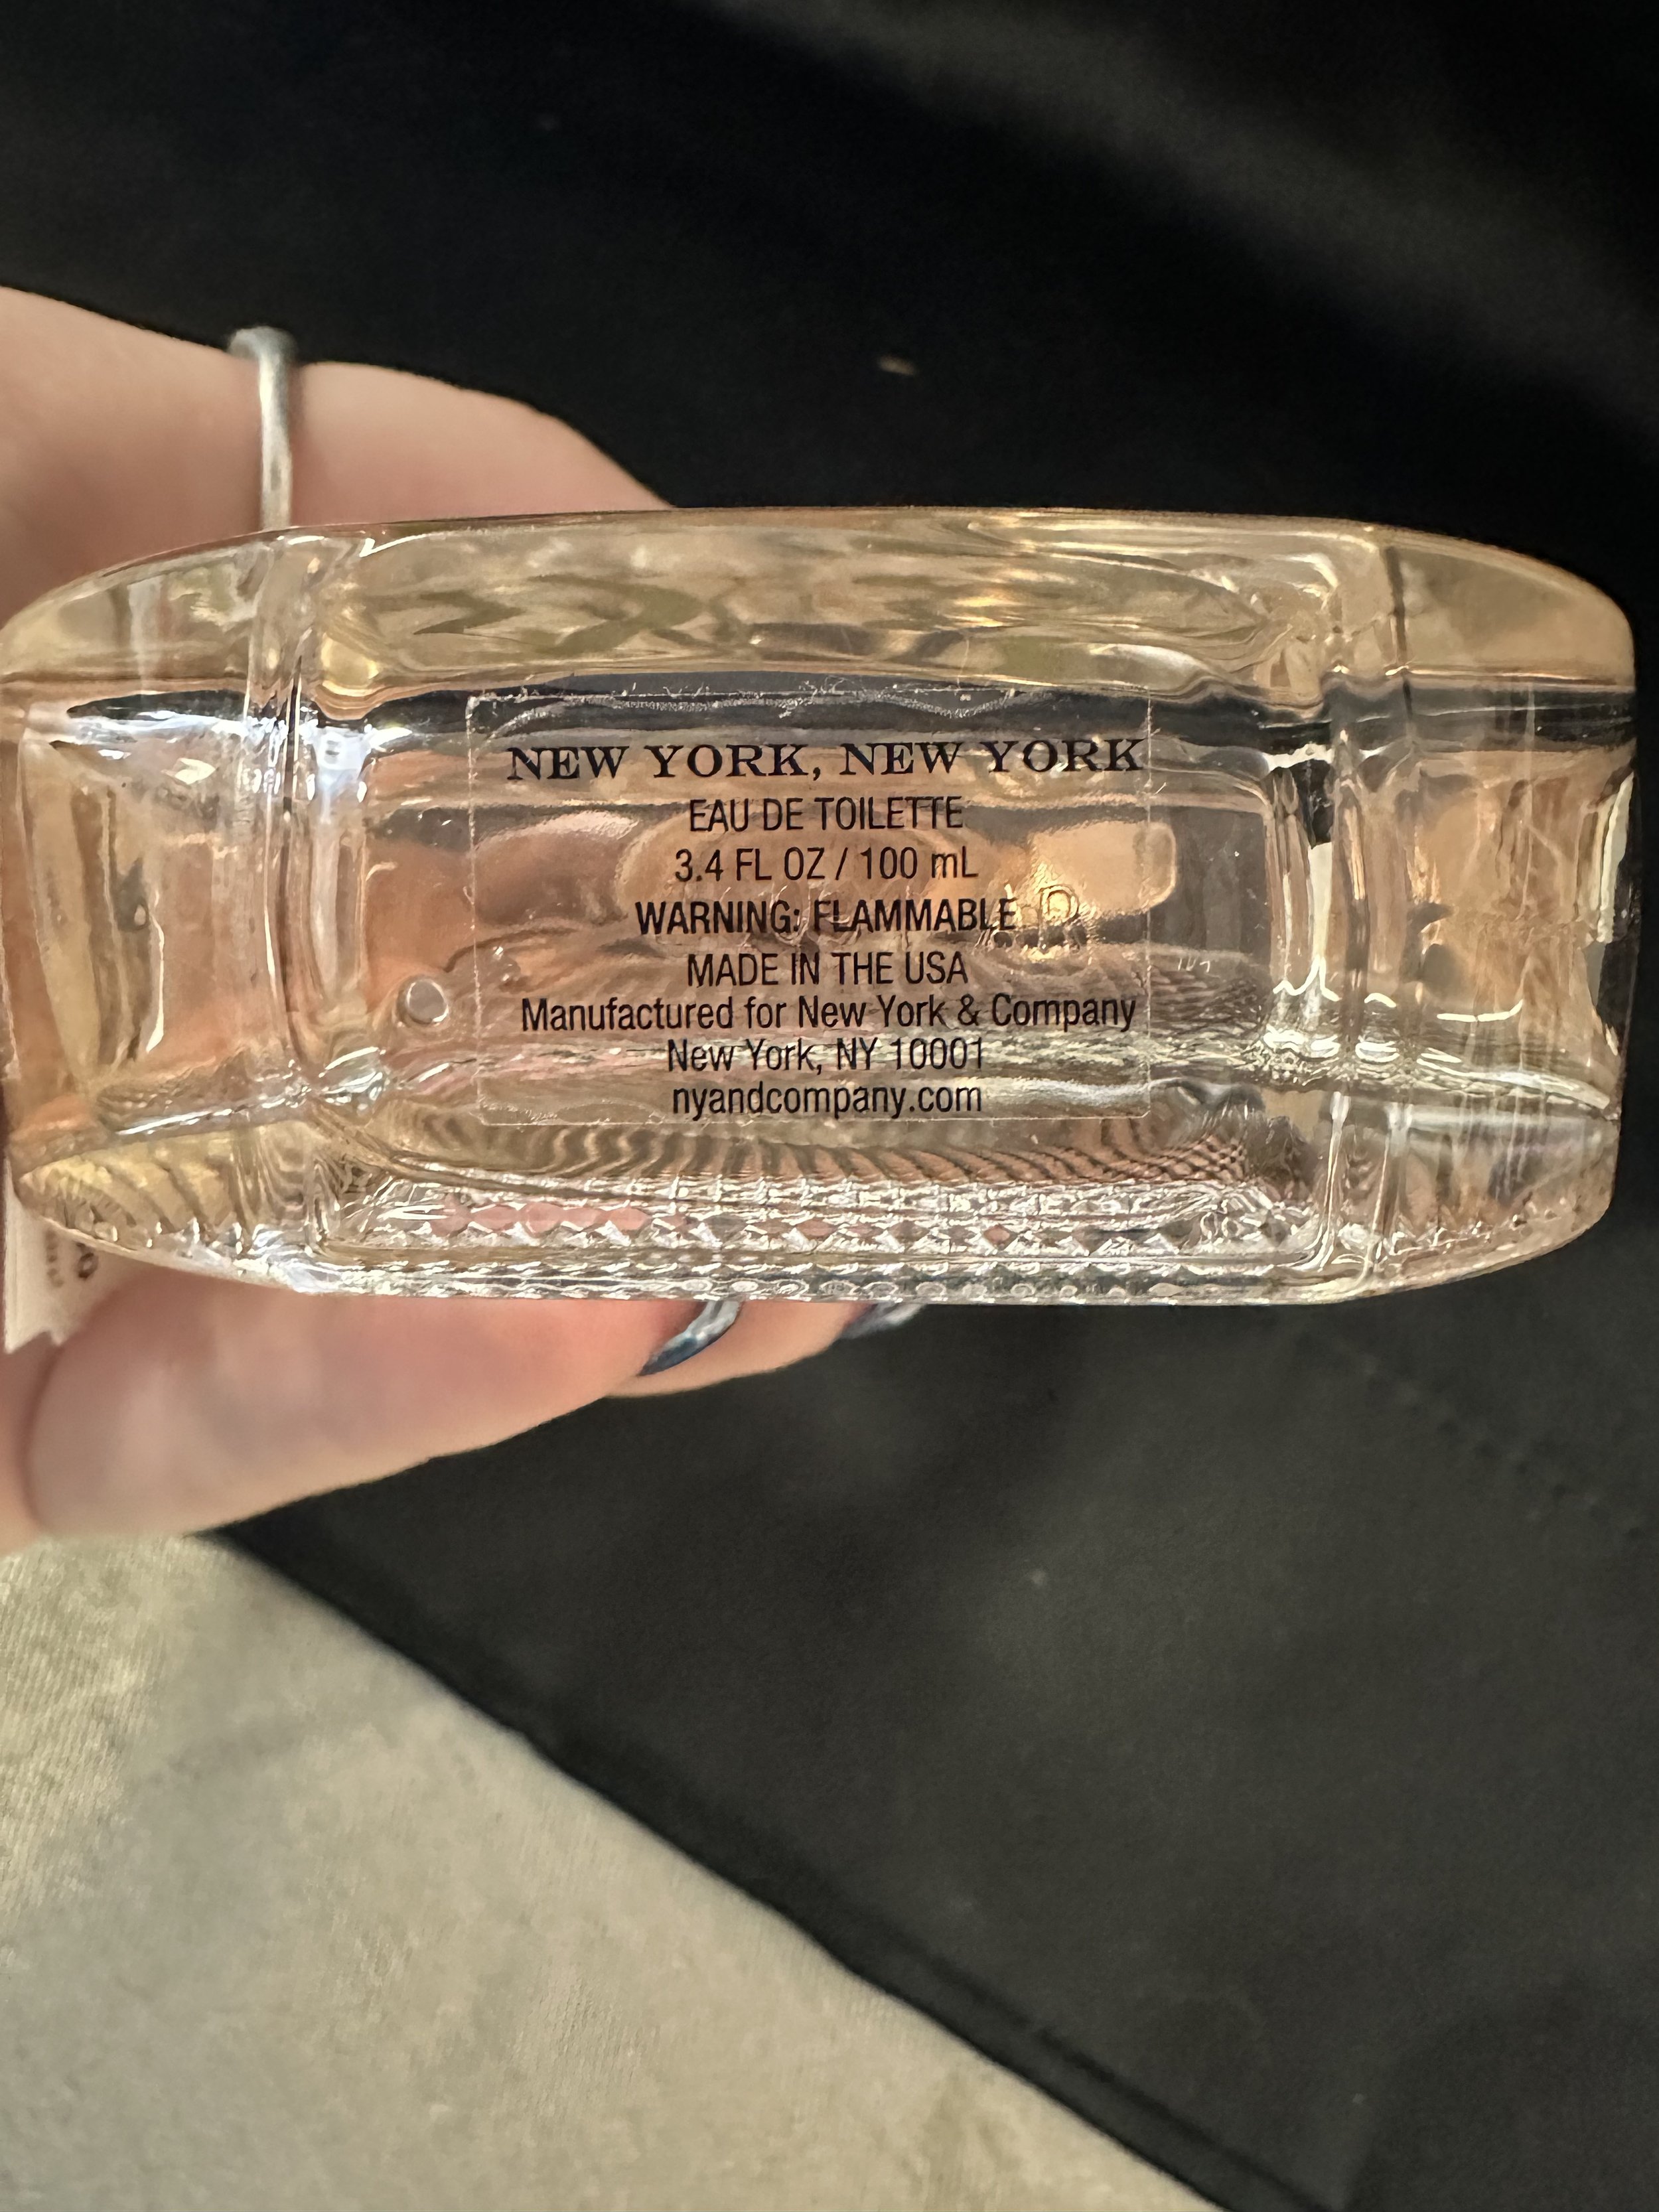 NEW YORK, NEW YORK
EAU DE TOILETTE
3.4 FL OZ / 100 mL
WARNING: FLAMMABLE
MADE IN THE USA
Manufactured for New York & Company
New York, NY 10001
nyandcompany.com